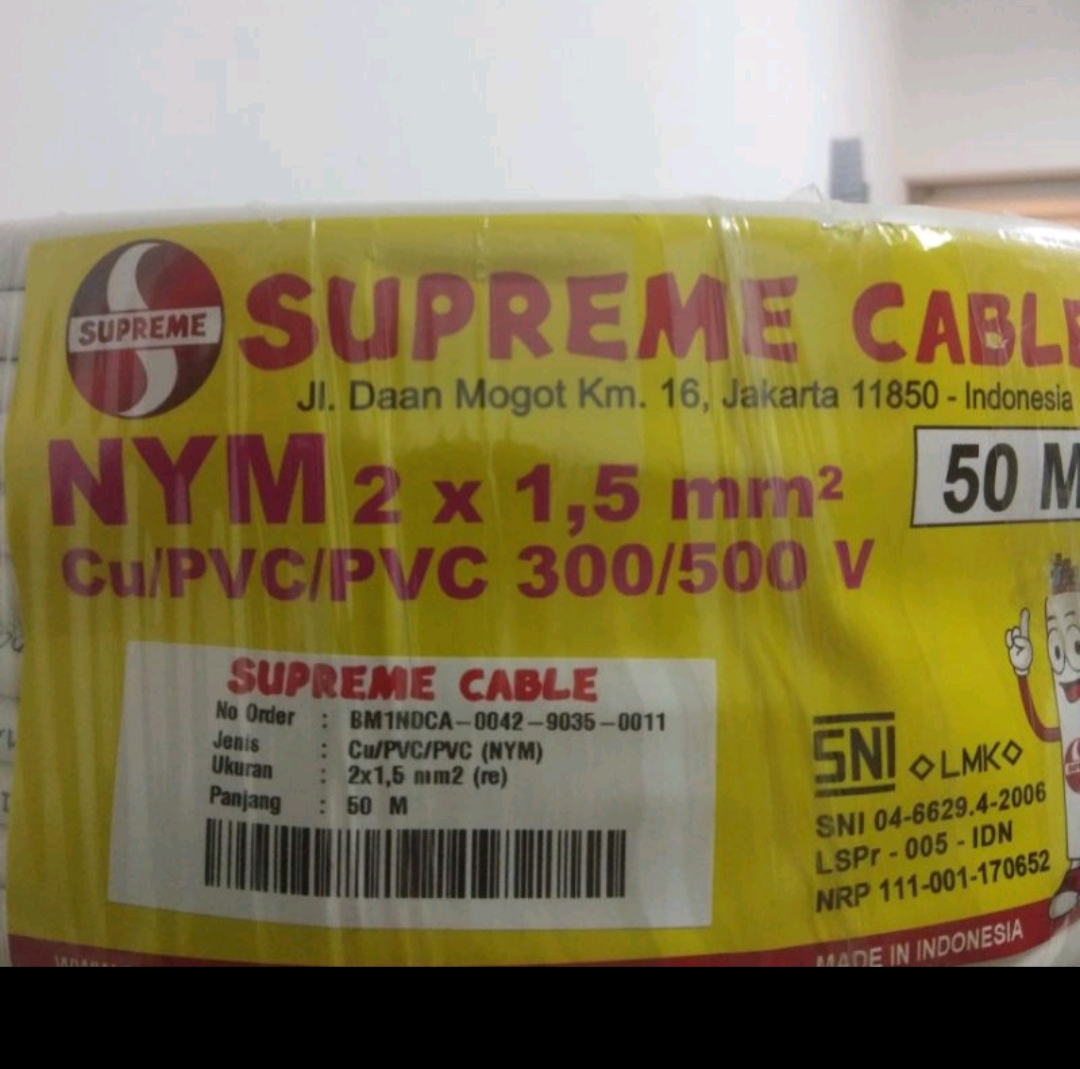 SUPREME
SUPREME CABLE
Jl. Daan Mogot Km. 16, Jakarta 11850 - Indonesia
NYM 2 x 1,5 mm²
50 M
Cu/PVC/PVC 300/500 V
SUPREME CABLE
No Order : BM1NDCA-0042-9035-0011
Jenis : Cu/PVC/PVC (NYM)
Ukuran : 2x1,5 mm2 (re)
Panjang : 50 M
SNI LMK
SNI 04-6629.4-2006
LSPr - 005 - IDN
NRP 111-001-170652
MADE IN INDONESIA